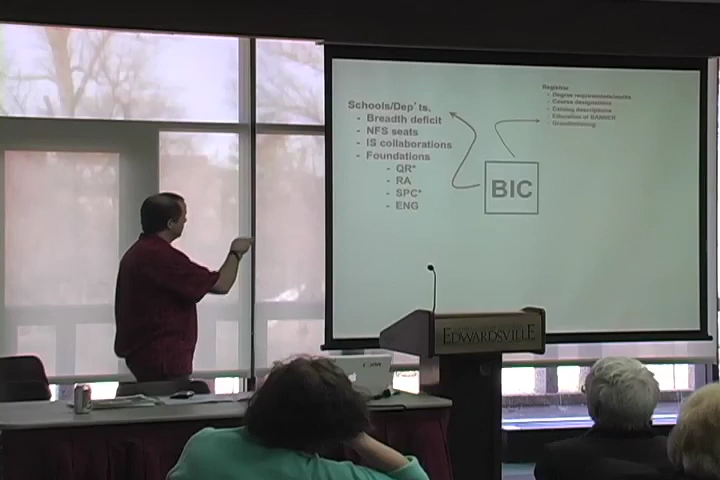 Schools/Dep'ts.
- Breadth deficit
- NFS seats
- IS collaborations
- Foundations
- QR*
- RA
- SPC*
- ENG
BIC
Registrar
- Degree requirements/audits
- Course designations
- Catalog descriptions
- Education of BANNER
- Grandfathering
EDWARDSVILLE